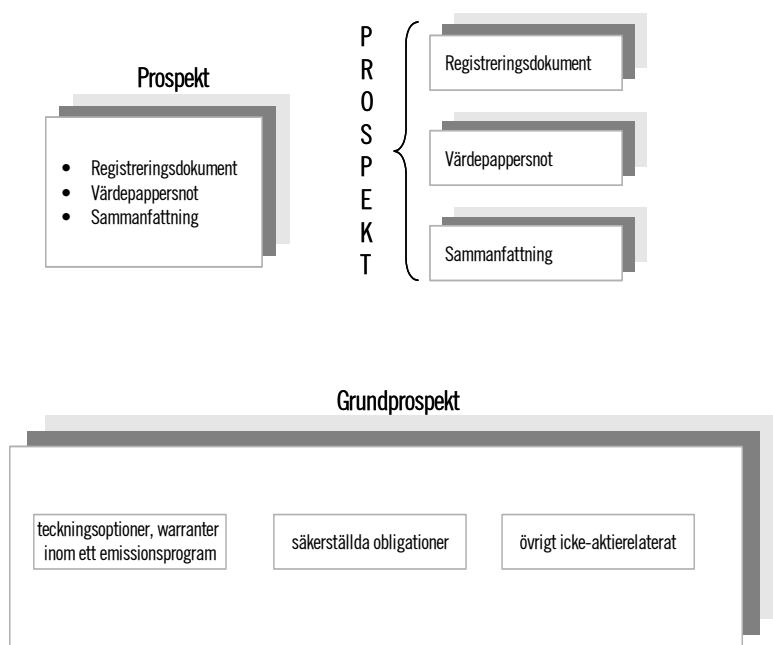 Prospekt
• Registreringsdokument
• Värdepappersnot
• Sammanfattning
P
R
O
S
P
E
K
T
Registreringsdokument
Värdepappersnot
Sammanfattning
Grundprospekt
teckningsoptioner, warranter
inom ett emissionsprogram
säkerställda obligationer
övrigt icke-aktierelaterat